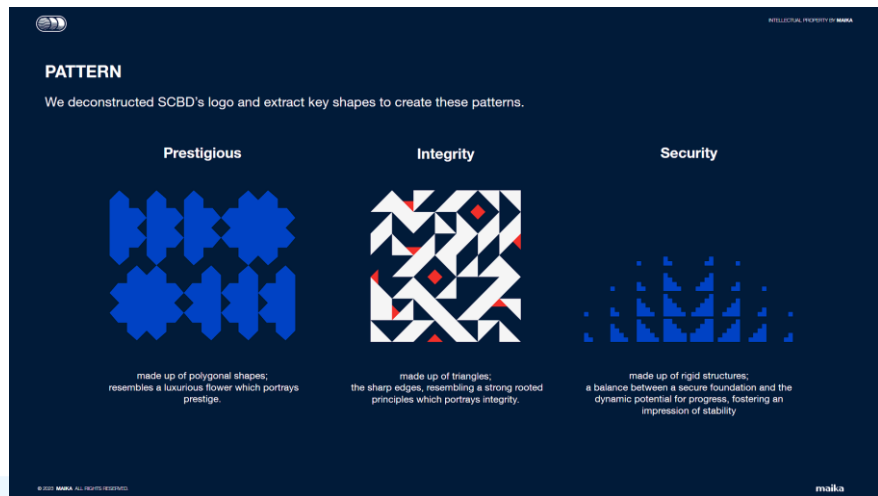 INTELLECTUAL PROPERTY BY MAIKA
PATTERN
We deconstructed SCBD's logo and extract key shapes to create these patterns.
Prestigious
Integrity
Security
made up of polygonal shapes;
resembles a luxurious flower which portrays
prestige.
made up of triangles;
the sharp edges, resembling a strong rooted
principles which portrays integrity.
made up of rigid structures;
a balance between a secure foundation and the
dynamic potential for progress, fostering an
impression of stability
© 2023 MAIKA ALL RIGHTS RESERVED
maika